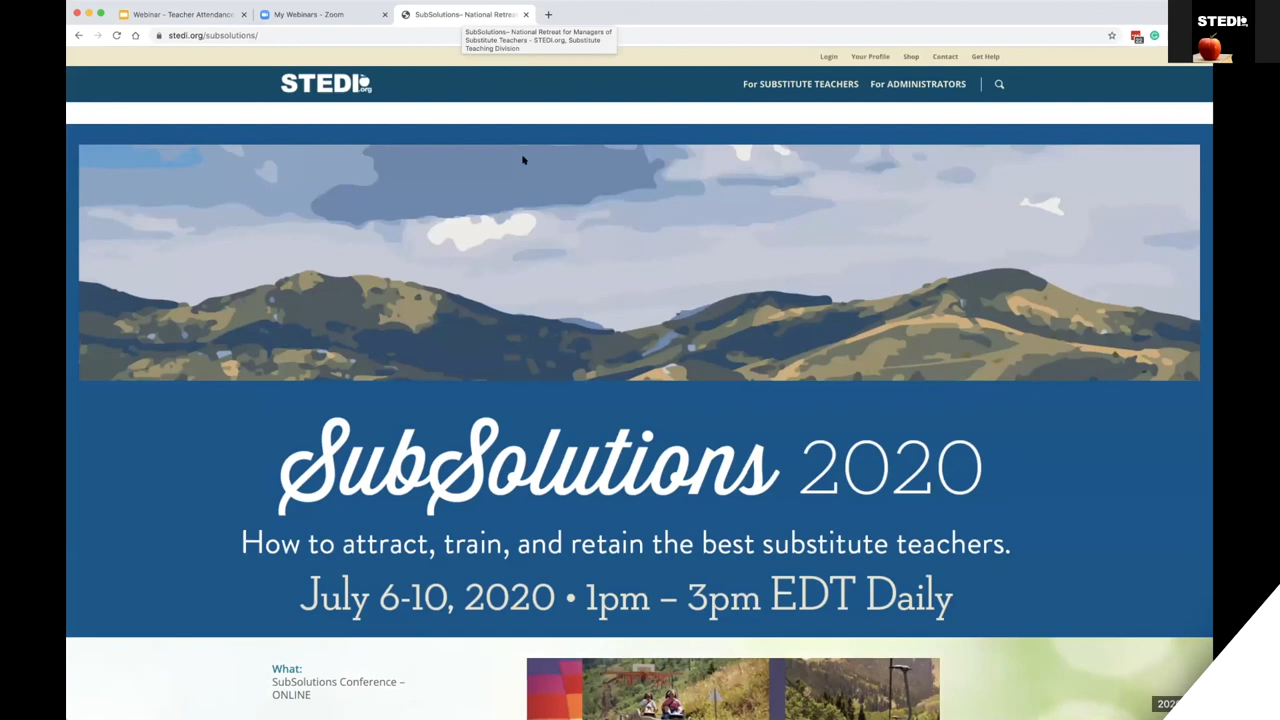 Webinar - Teacher Attendance
My Webinars - Zoom
SubSolutions– National Retrea
stedi.org/subsolutions/
SubSolutions– National Retreat for Managers of
Substitute Teachers - STEDI.org, Substitute
Teaching Division
STEDI
Login
Your Profile
Shop
Contact
Get Help
STEDI.org
For SUBSTITUTE TEACHERS
For ADMINISTRATORS
SubSolutions 2020
How to attract, train, and retain the best substitute teachers.
July 6-10, 2020 • 1pm – 3pm EDT Daily
What:
SubSolutions Conference –
ONLINE